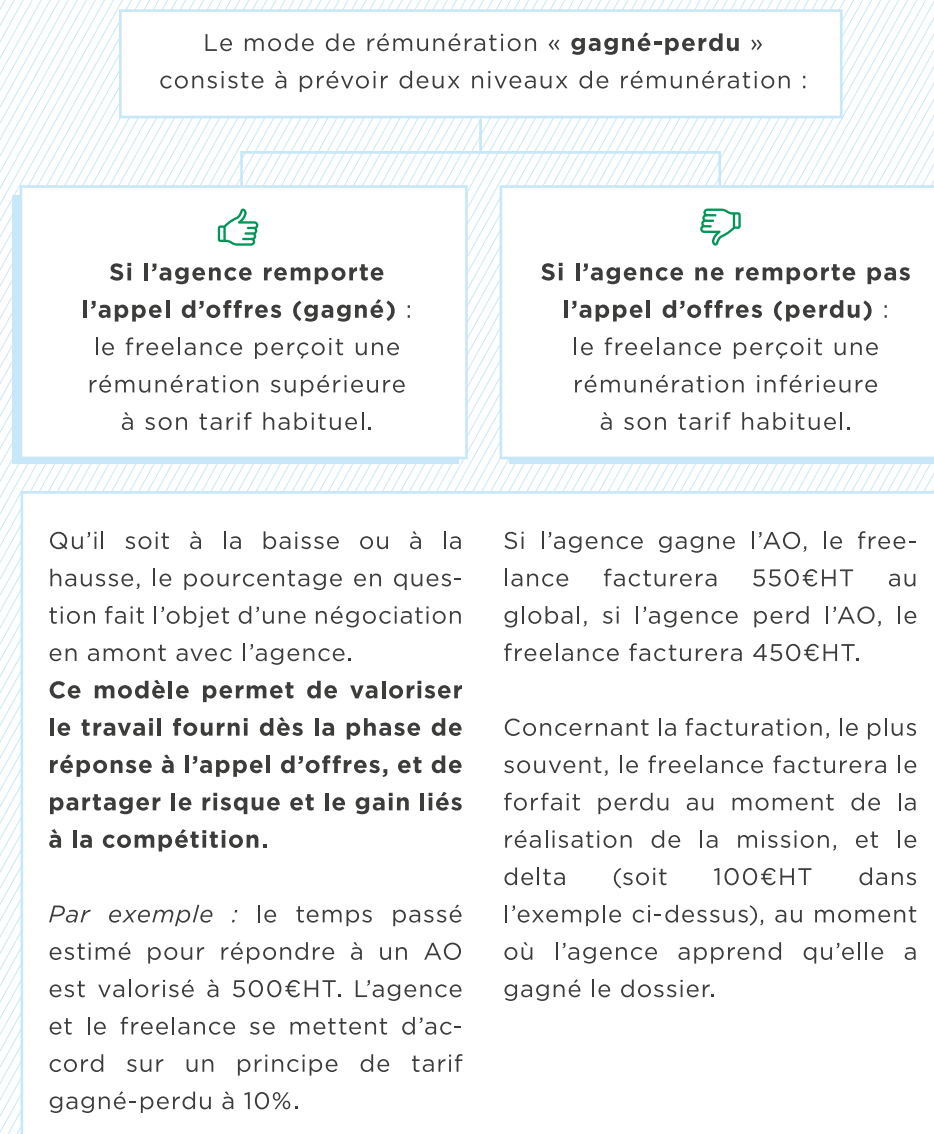 Le mode de rémunération « gagné-perdu »
consiste à prévoir deux niveaux de rémunération :
Si l’agence remporte
l’appel d’offres (gagné) :
le freelance perçoit une
rémunération supérieure
à son tarif habituel.
Si l’agence ne remporte pas
l’appel d’offres (perdu) :
le freelance perçoit une
rémunération inférieure
à son tarif habituel.
Qu’il soit à la baisse ou à la
hausse, le pourcentage en ques-
tion fait l’objet d’une négociation
en amont avec l’agence.
Ce modèle permet de valoriser
le travail fourni dès la phase de
réponse à l’appel d’offres, et de
partager le risque et le gain liés
à la compétition.
Par exemple : le temps passé
estimé pour répondre à un AO
est valorisé à 500€HT. L’agence
et le freelance se mettent d’ac-
cord sur un principe de tarif
gagné-perdu à 10%.
Si l’agence gagne l’AO, le free-
lance facturera 550€HT au
global, si l’agence perd l’AO, le
freelance facturera 450€HT.
Concernant la facturation, le plus
souvent, le freelance facturera le
forfait perdu au moment de la
réalisation de la mission, et le
delta (soit 100€HT dans
l’exemple ci-dessus), au moment
où l’agence apprend qu’elle a
gagné le dossier.